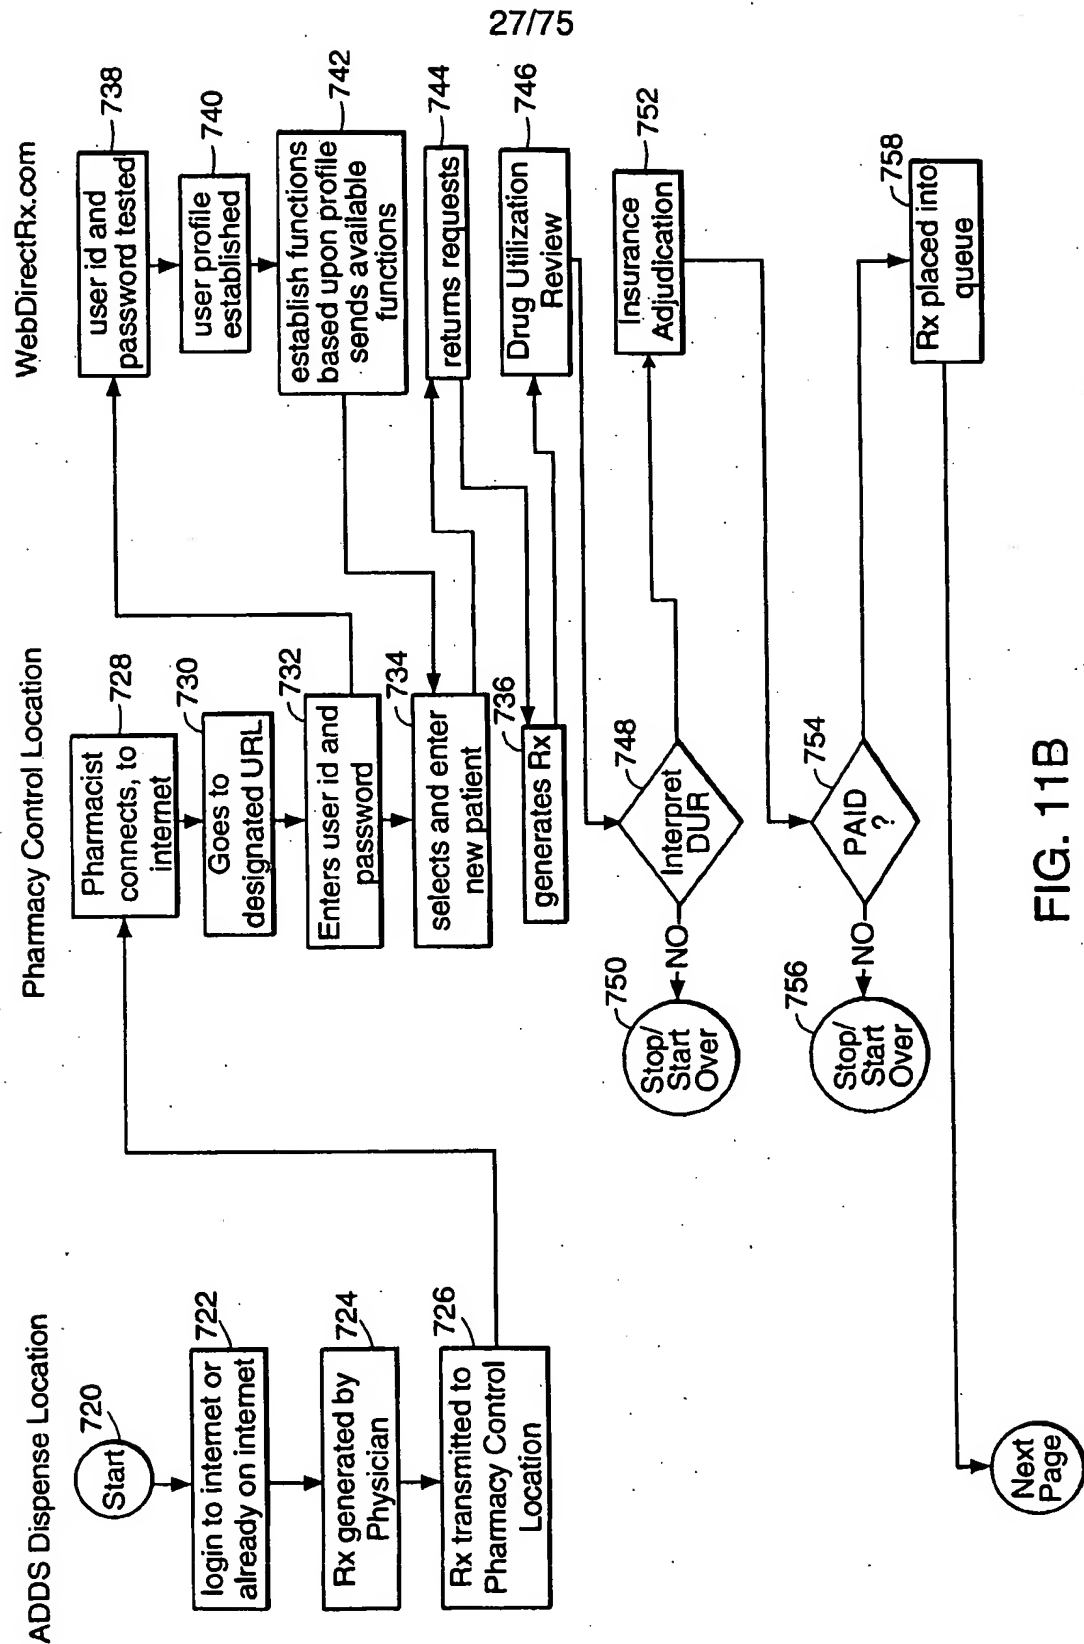 27/75
ADDS Dispense Location
Pharmacy Control Location
WebDirectRx.com
720
Start
722
login to internet or
already on internet
724
Rx generated by
Physician
726
Rx transmitted to
Pharmacy Control
Location
728
Pharmacist
connects, to
internet
730
Goes to
designated URL
732
Enters user id and
password
734
selects and enter
new patient
736
generates Rx
738
user id and
password tested
740
user profile
established
742
establish functions
based upon profile
sends available
functions
744
returns requests
746
Drug Utilization
Review
748
Interpret
DUR
NO
750
Stop/
Start
Over
752
Insurance
Adjudication
754
PAID
?
NO
756
Stop/
Start
Over
758
Rx placed into
queue
Next
Page
FIG. 11B